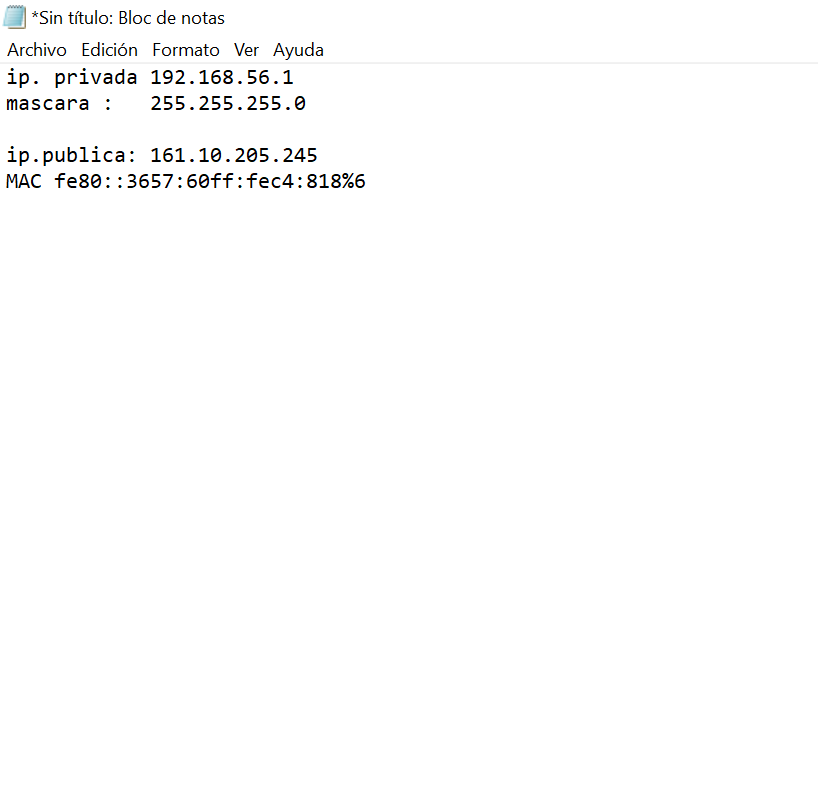 *Sin título: Bloc de notas
Archivo Edición Formato Ver Ayuda
ip. privada 192.168.56.1
mascara :   255.255.255.0
ip.publica: 161.10.205.245
MAC fe80::3657:60ff:fec4:818%6